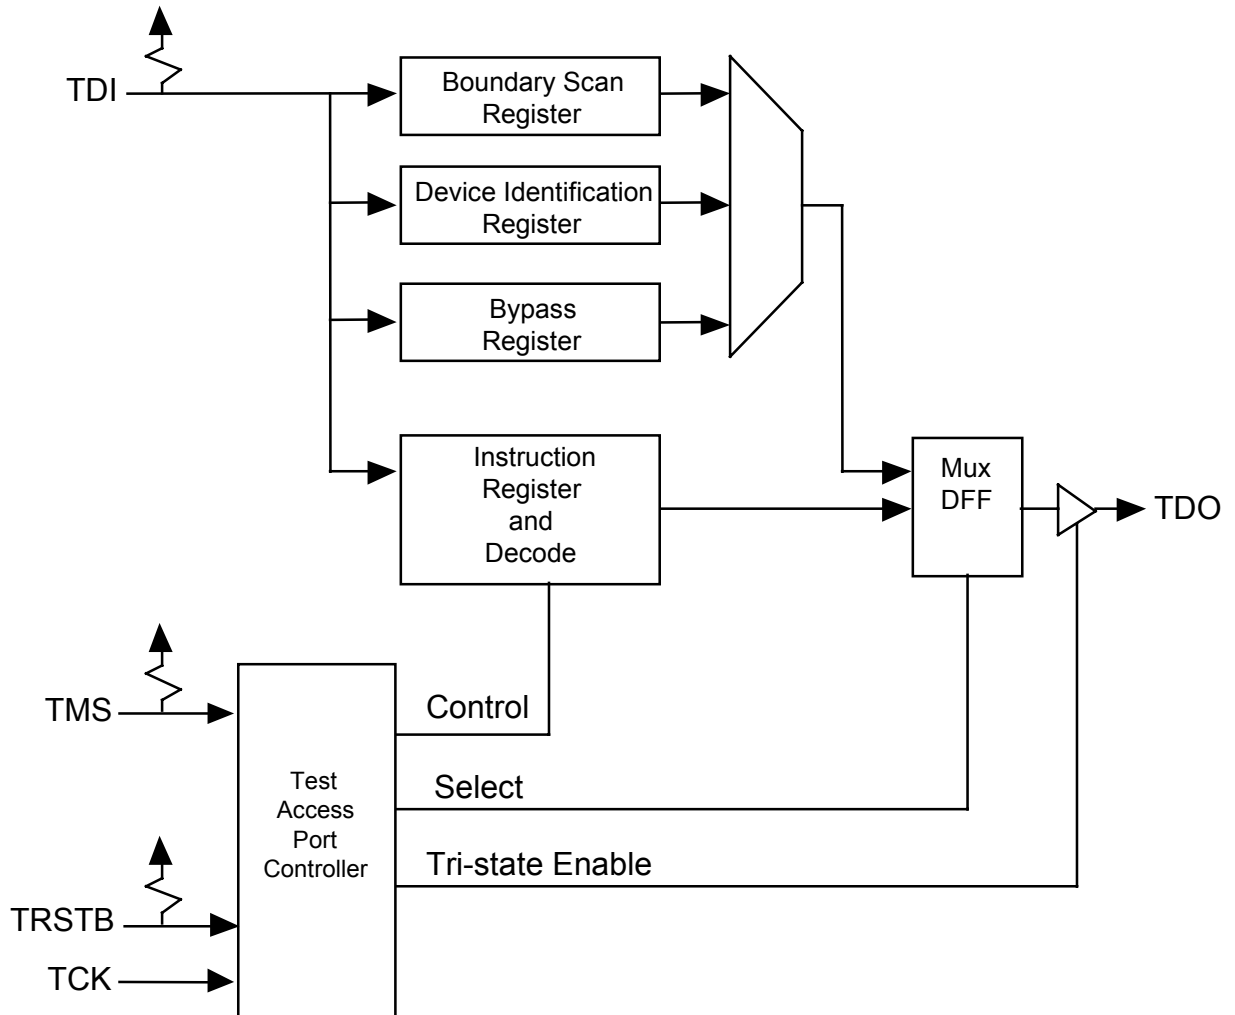 TDI
Boundary Scan
Register
Device Identification
Register
Bypass
Register
Instruction
Register
and
Decode
Mux
DFF
TDO
TMS
Control
Select
Test
Access
Port
Controller
Tri-state Enable
TRSTB
TCK